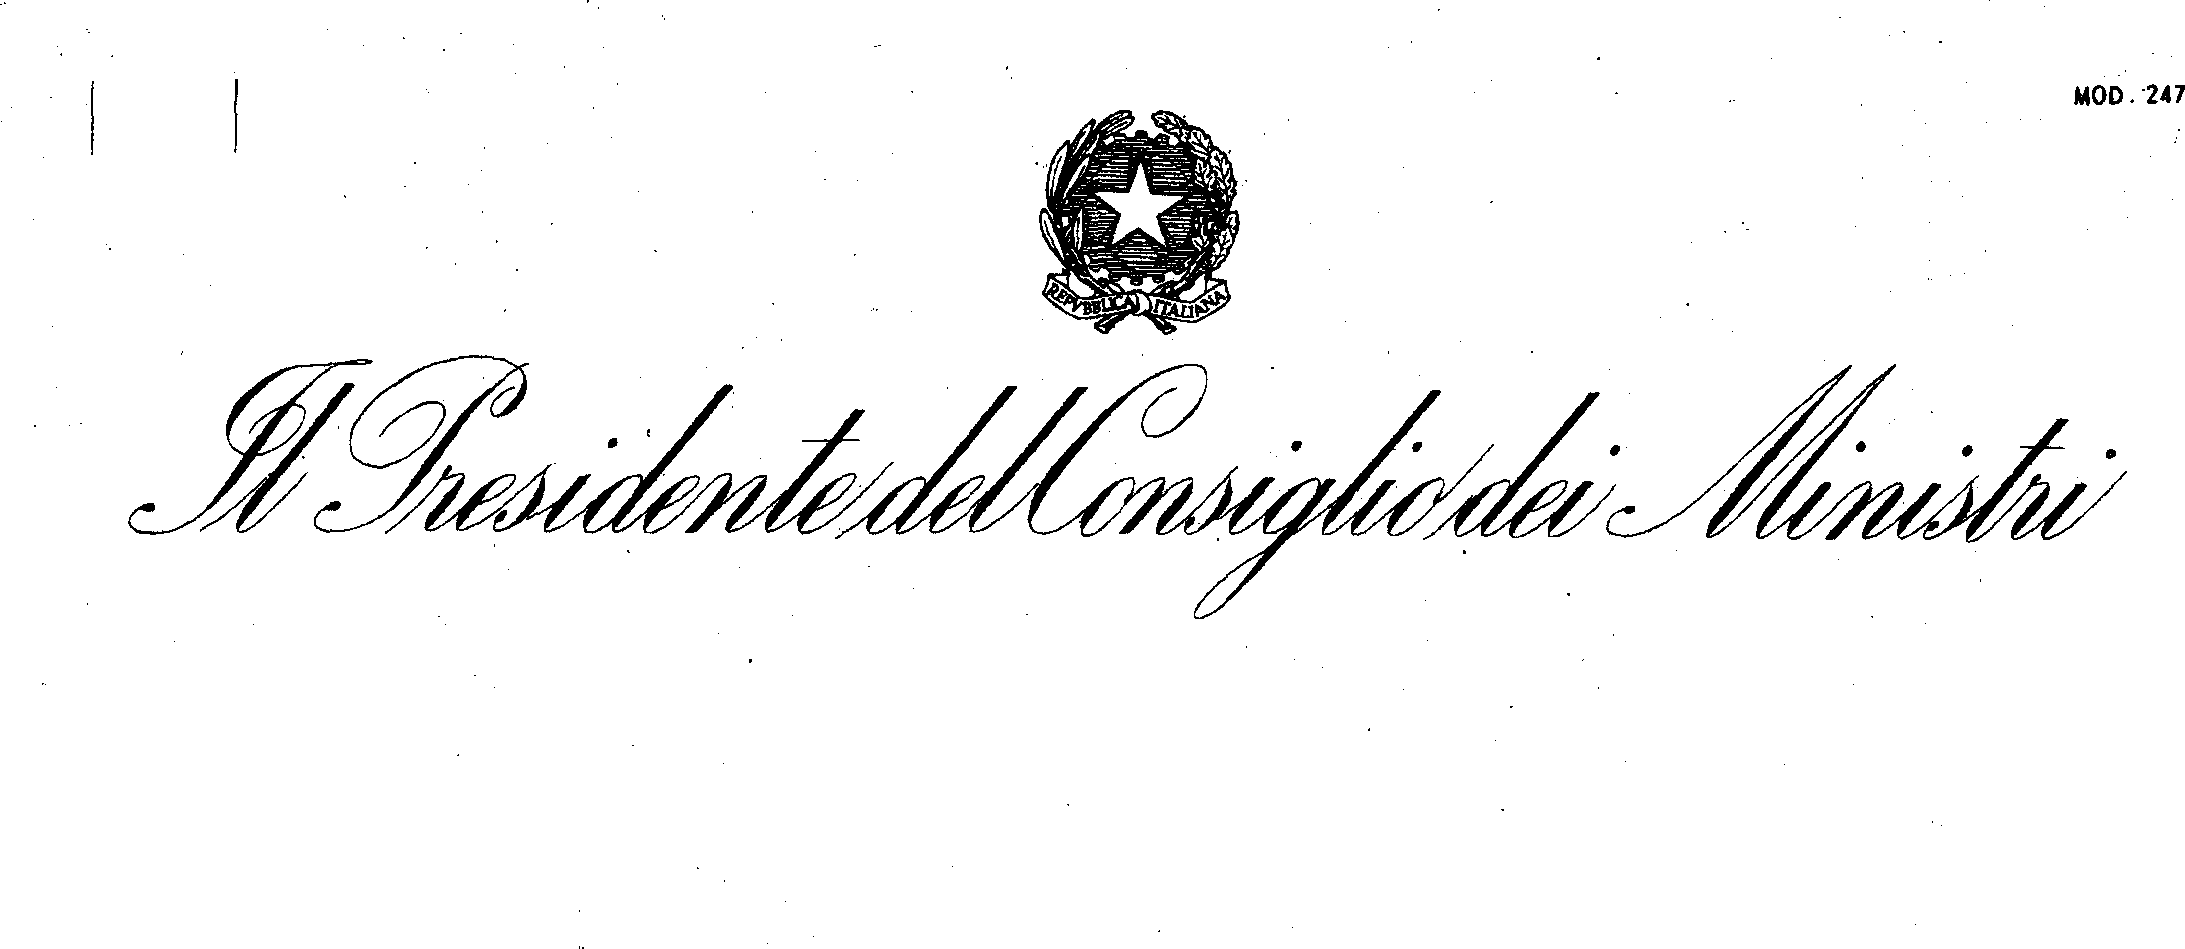 MOD. 247
REPVBBLICA ITALIANA
Il Presidente del Consiglio dei Ministri